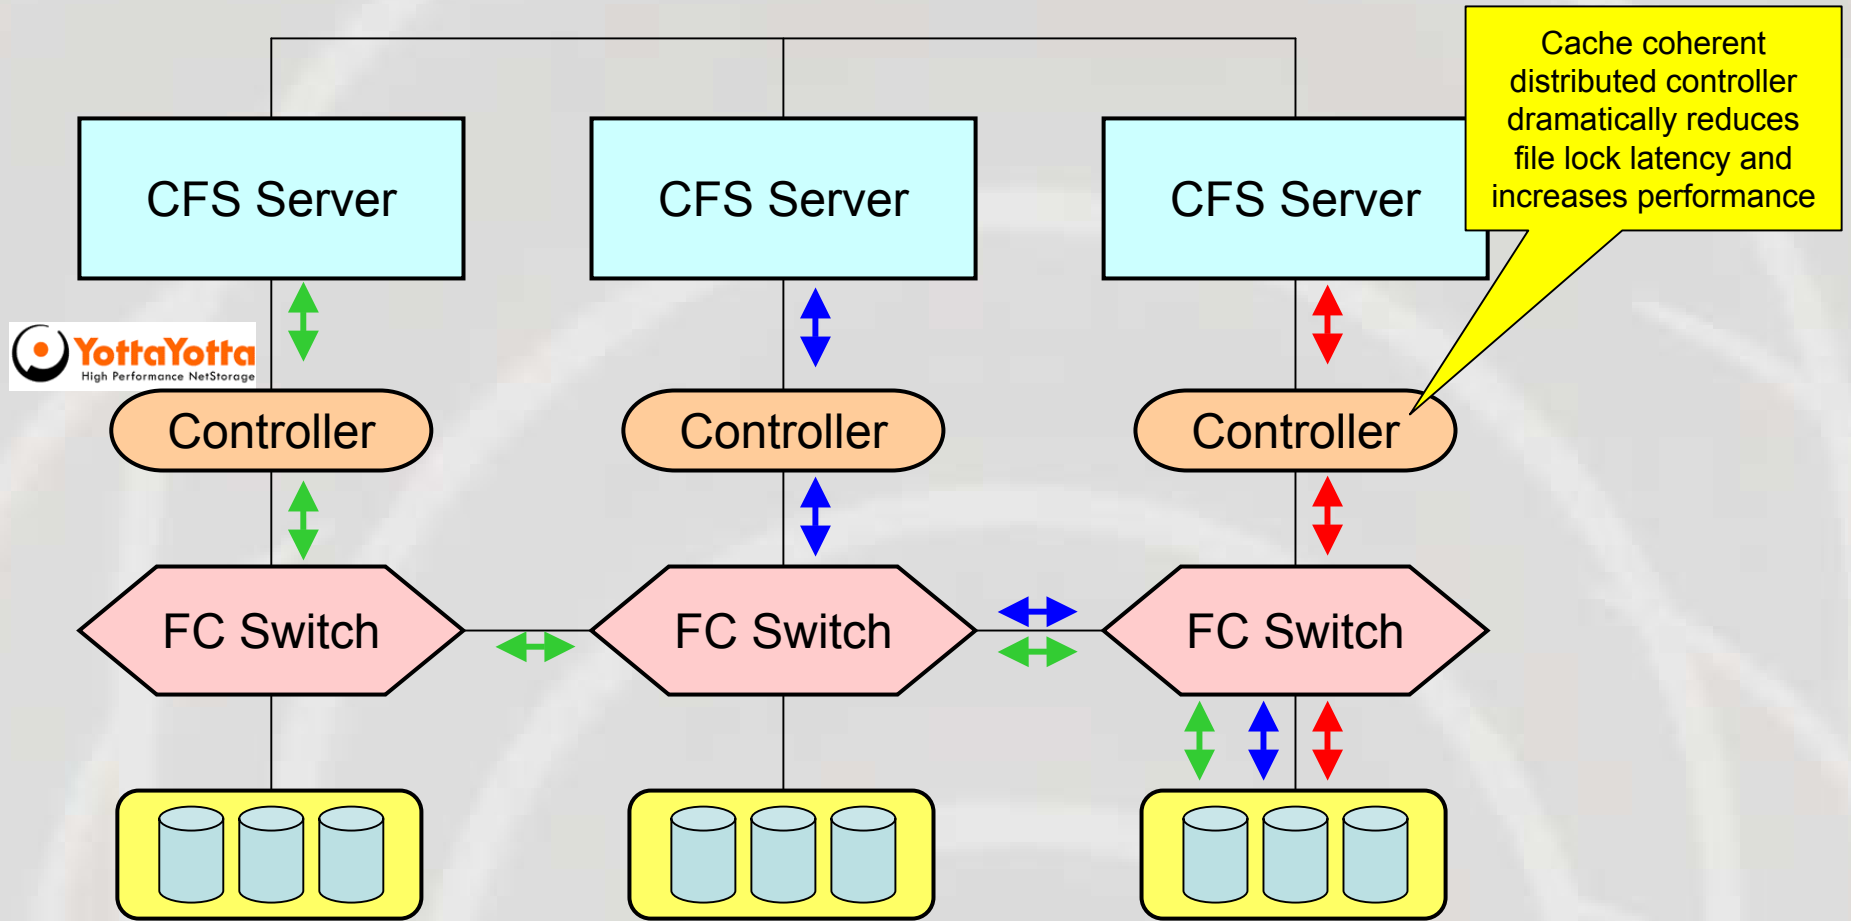 Cache coherent
distributed controller
dramatically reduces
file lock latency and
increases performance
CFS Server
CFS Server
CFS Server
YottaYotta
High Performance NetStorage
Controller
Controller
Controller
FC Switch
FC Switch
FC Switch